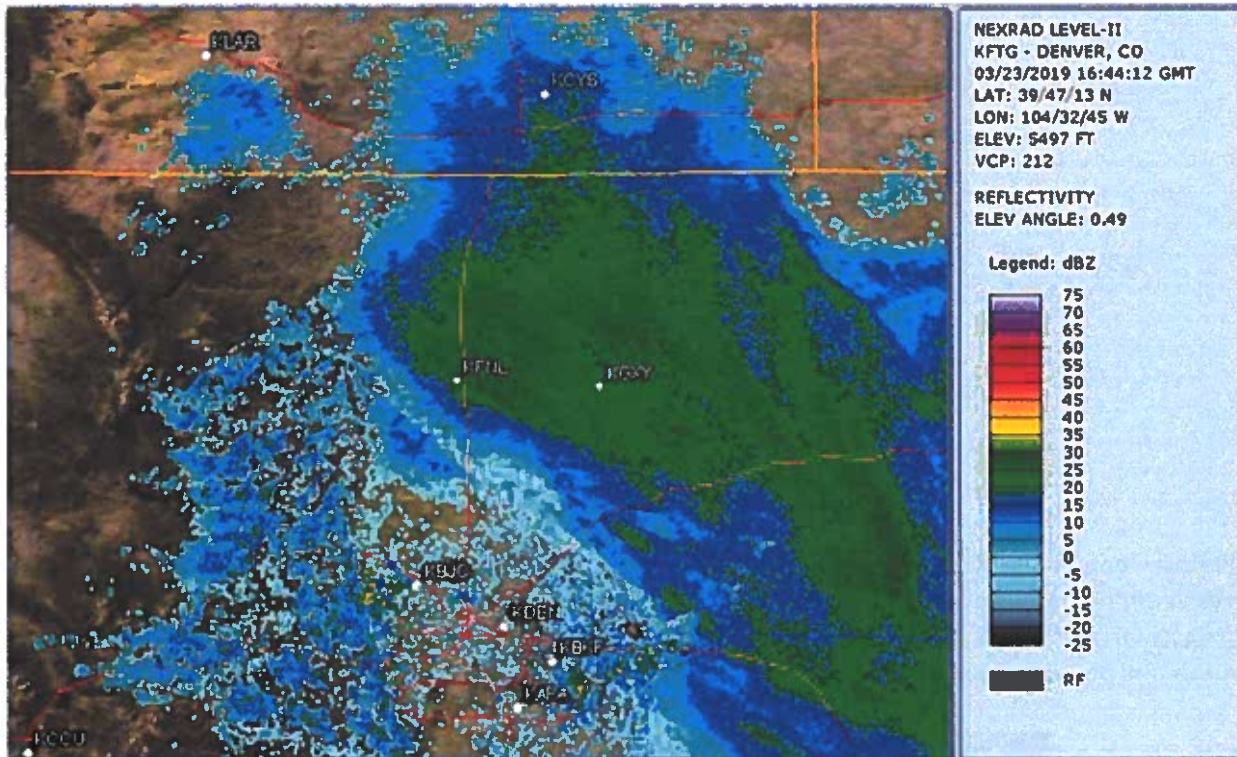 KLAR
KCYS
KFNL
KGXY
KBJC
KDEN
KBKF
KAPA
KCCU
NEXRAD LEVEL-II
KFTG - DENVER, CO
03/23/2019 16:44:12 GMT
LAT: 39/47/13 N
LON: 104/32/45 W
ELEV: 5497 FT
VCP: 212
REFLECTIVITY
ELEV ANGLE: 0.49
Legend: dBZ
75
70
65
60
55
50
45
40
35
30
25
20
15
10
5
0
-5
-10
-15
-20
-25
RF